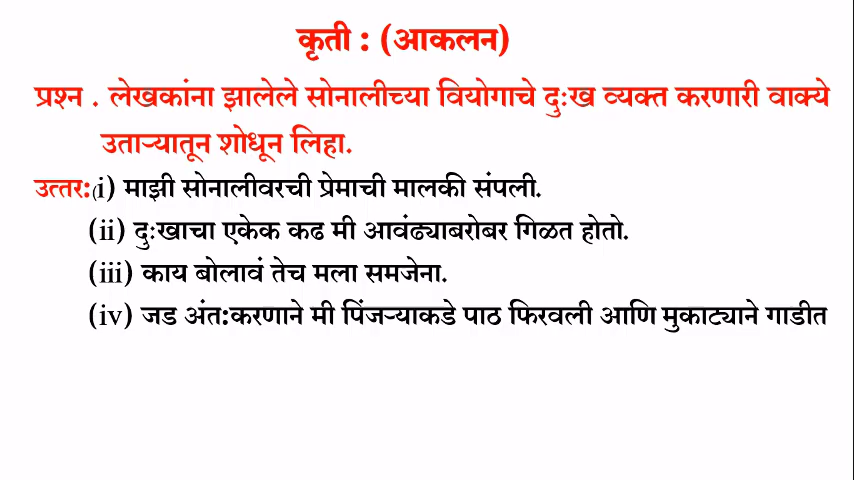 कृती : (आकलन)
प्रश्न . लेखकांना झालेले सोनालीच्या वियोगाचे दुःख व्यक्त करणारी वाक्ये
उताऱ्यातून शोधून लिहा.
उत्तर:(i) माझी सोनालीवरची प्रेमाची मालकी संपली.
(ii) दुःखाचा एकेक कढ मी आवंढ्याबरोबर गिळत होतो.
(iii) काय बोलावं तेच मला समजेना.
(iv) जड अंत:करणाने मी पिंजऱ्याकडे पाठ फिरवली आणि मुकाट्याने गाडीत